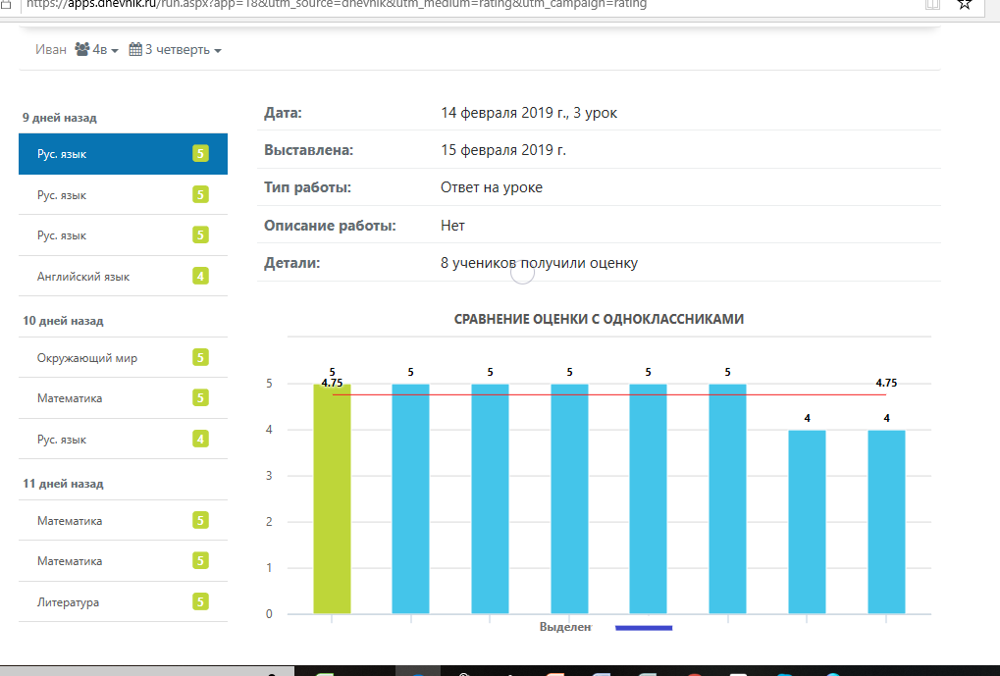 https://apps.dnevnik.ru/run.aspx?app=18&utm_source=dnevnik&utm_medium=rating&utm_campaign=rating
Иван 4в 3 четверть
9 дней назад
Рус. язык 5
Рус. язык 5
Рус. язык 5
Английский язык 4
10 дней назад
Окружающий мир 5
Математика 5
Рус. язык 4
11 дней назад
Математика 5
Математика 5
Литература 5
Дата: 14 февраля 2019 г., 3 урок
Выставлена: 15 февраля 2019 г.
Тип работы: Ответ на уроке
Описание работы: Нет
Детали: 8 учеников получили оценку
СРАВНЕНИЕ ОЦЕНКИ С ОДНОКЛАССНИКАМИ
5 5 5 5 5 5
4.75 4.75
4 4
5
4
3
2
1
0
Выделен